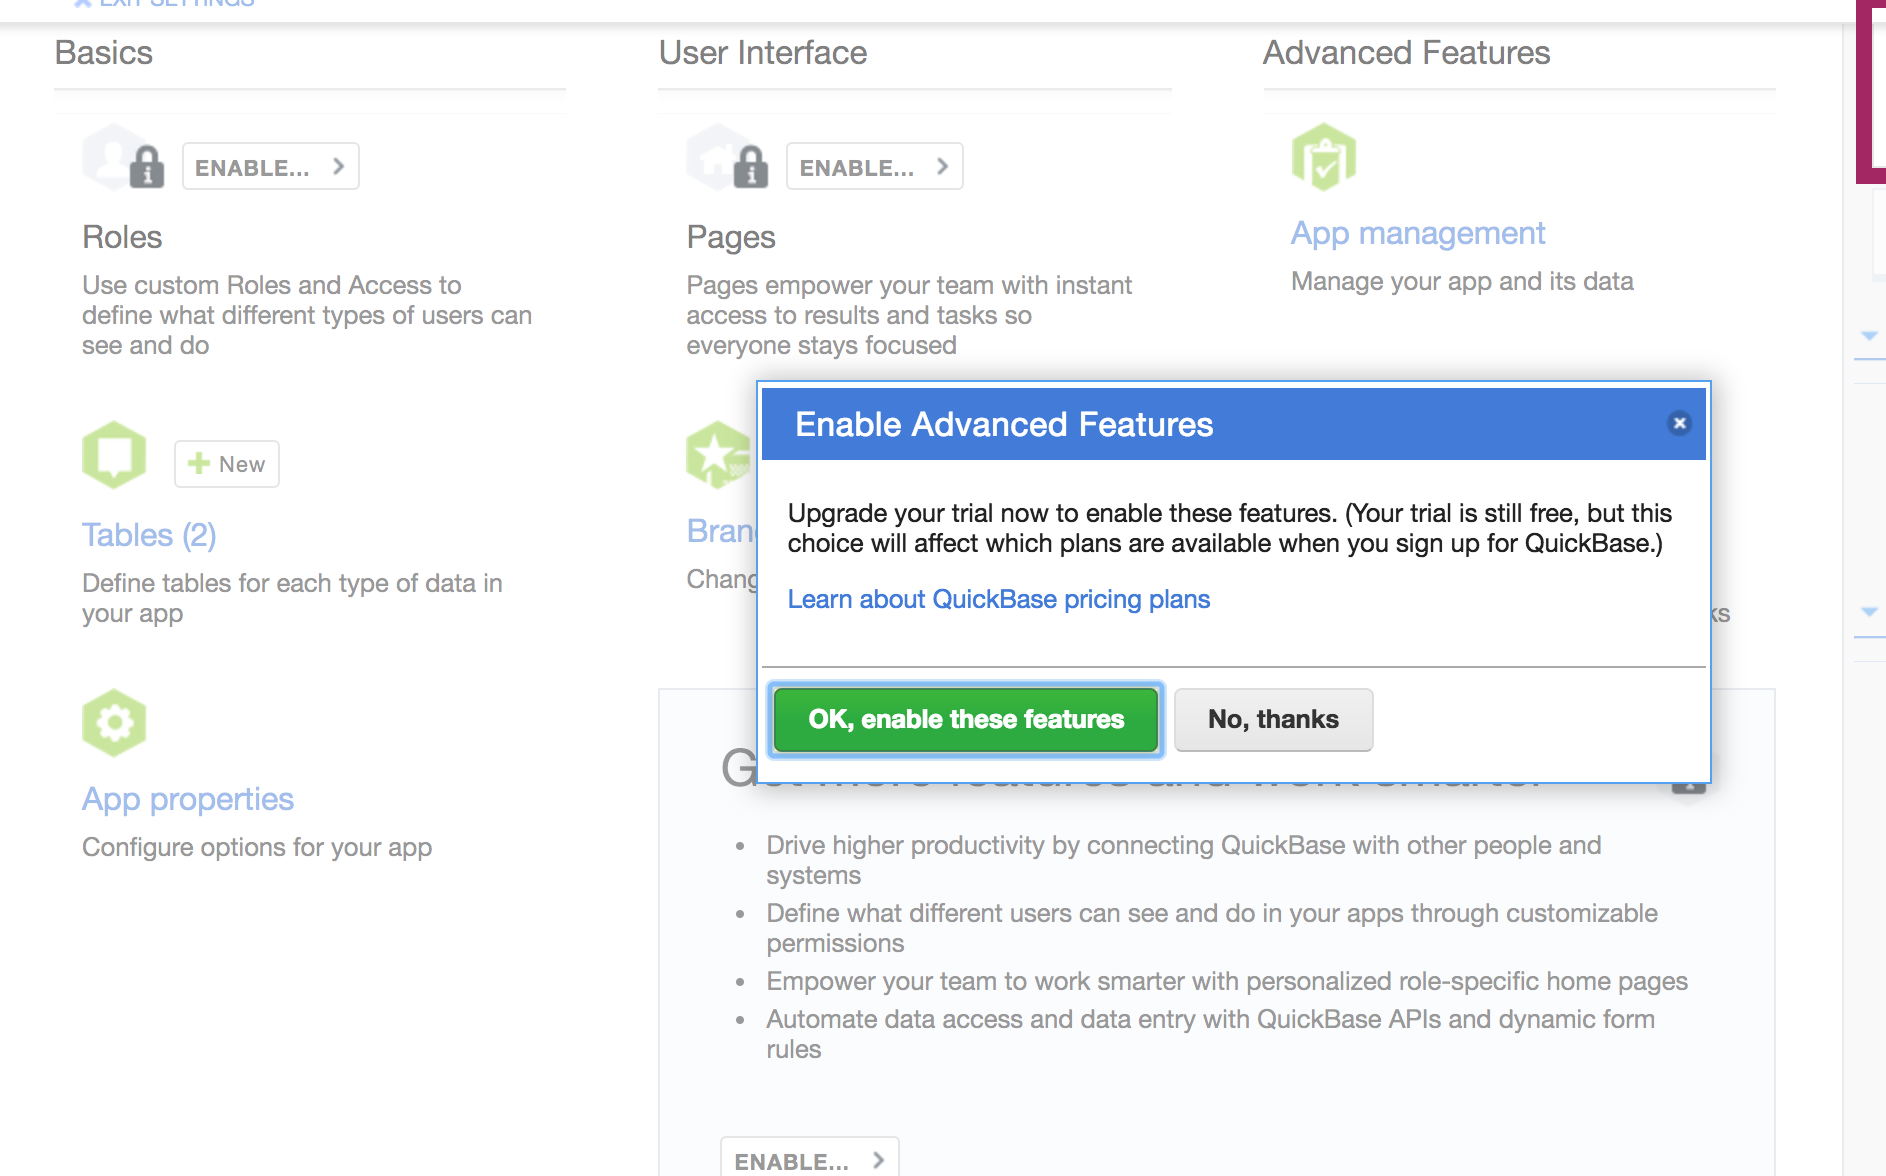 EXIT SETTINGS
Basics
ENABLE...
Roles
Use custom Roles and Access to
define what different types of users can
see and do
New
Tables (2)
Define tables for each type of data in
your app
App properties
Configure options for your app
User Interface
ENABLE...
Pages
Pages empower your team with instant
access to results and tasks so
everyone stays focused
Bran
Chang
Advanced Features
App management
Manage your app and its data
ks
Enable Advanced Features
Upgrade your trial now to enable these features. (Your trial is still free, but this
choice will affect which plans are available when you sign up for QuickBase.)
Learn about QuickBase pricing plans
OK, enable these features
No, thanks
Get more features and work smarter
• Drive higher productivity by connecting QuickBase with other people and
systems
• Define what different users can see and do in your apps through customizable
permissions
• Empower your team to work smarter with personalized role-specific home pages
• Automate data access and data entry with QuickBase APIs and dynamic form
rules
ENABLE...